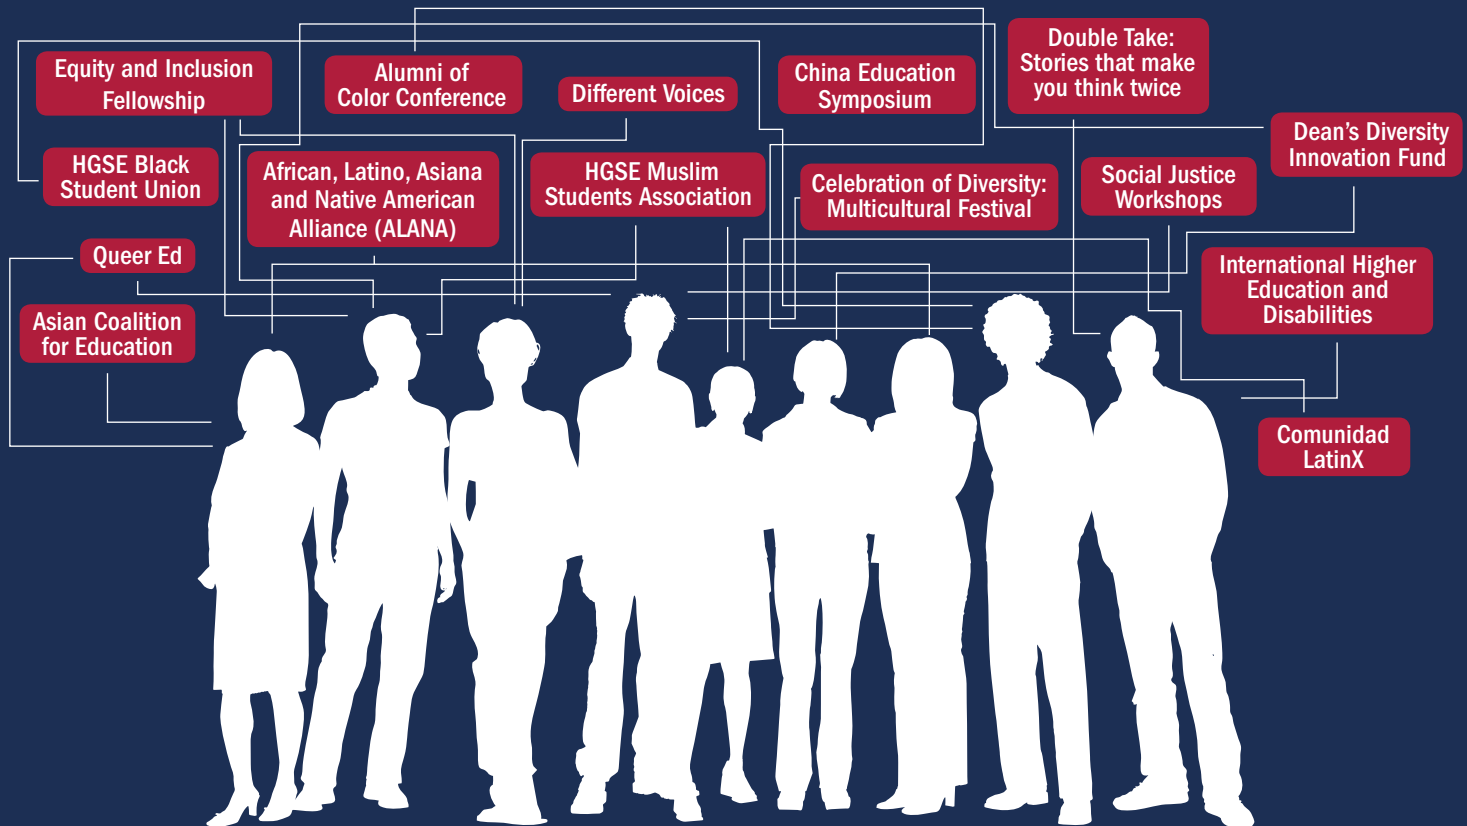 Equity and Inclusion
Fellowship
Alumni of
Color Conference
Different Voices
China Education
Symposium
Double Take:
Stories that make
you think twice
Dean's Diversity
Innovation Fund
HGSE Black
Student Union
African, Latino, Asiana
and Native American
Alliance (ALANA)
HGSE Muslim
Students Association
Celebration of Diversity:
Multicultural Festival
Social Justice
Workshops
Queer Ed
International Higher
Education and
Disabilities
Asian Coalition
for Education
Comunidad
LatinX